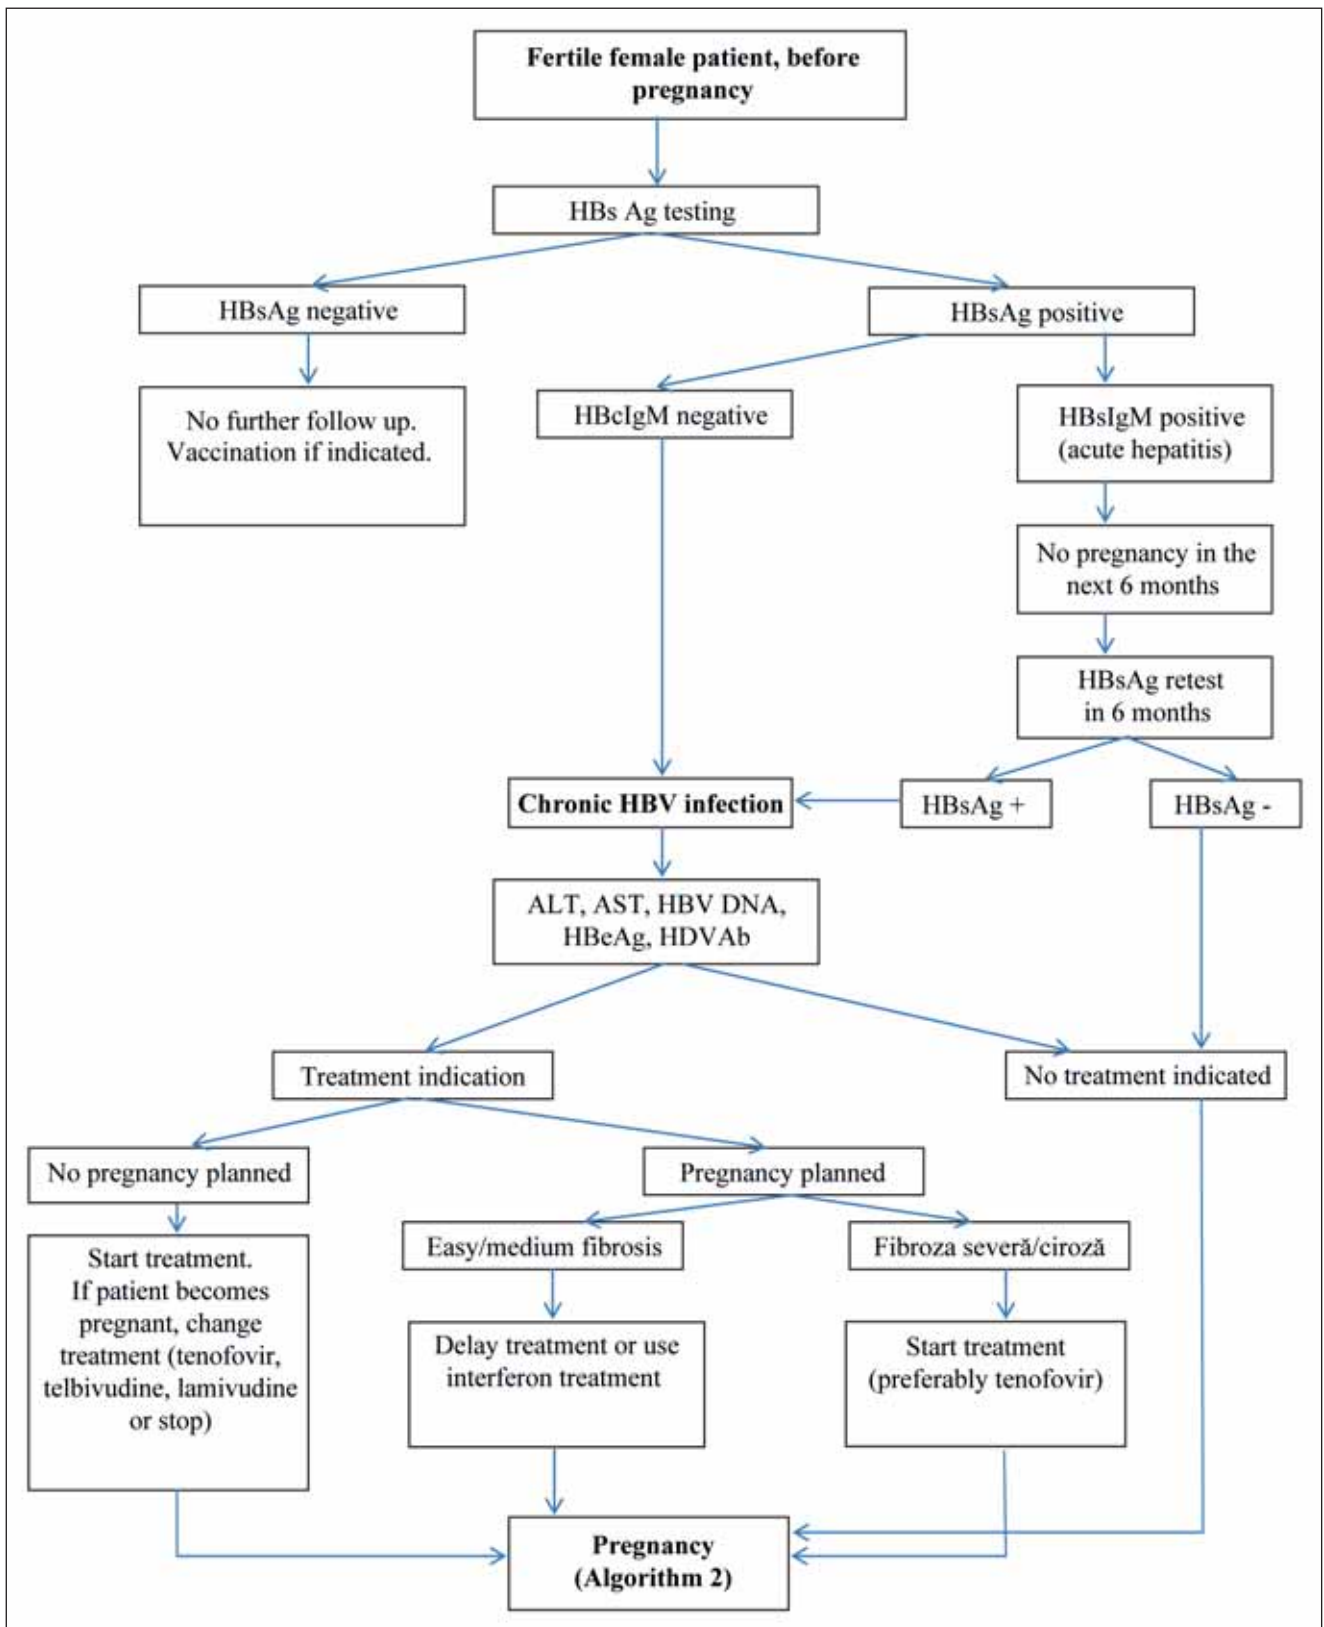 Fertile female patient, before
pregnancy
HBs Ag testing
HBsAg negative
HBsAg positive
No further follow up.
Vaccination if indicated.
HBcIgM negative
HBsIgM positive
(acute hepatitis)
No pregnancy in the
next 6 months
HBsAg retest
in 6 months
Chronic HBV infection
HBsAg +
HBsAg -
ALT, AST, HBV DNA,
HBeAg, HDVAb
Treatment indication
No treatment indicated
No pregnancy planned
Pregnancy planned
Start treatment.
If patient becomes
pregnant, change
treatment (tenofovir,
telbivudine, lamivudine
or stop)
Easy/medium fibrosis
Fibroza severă/ciroză
Delay treatment or use
interferon treatment
Start treatment
(preferably tenofovir)
Pregnancy
(Algorithm 2)